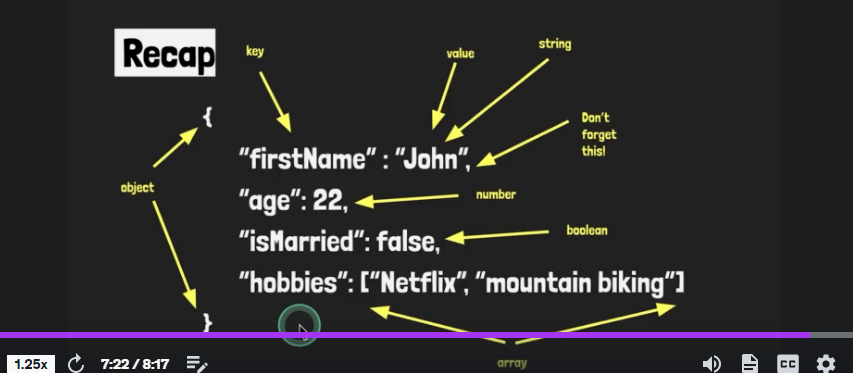 Recap
key
value
string
{
Don't
forget
this!
"firstName" : "John",
object
"age": 22,
number
"isMarried": false,
boolean
"hobbies": ["Netflix", "mountain biking"]
}
array
1.25x
7:22 / 8:17
CC